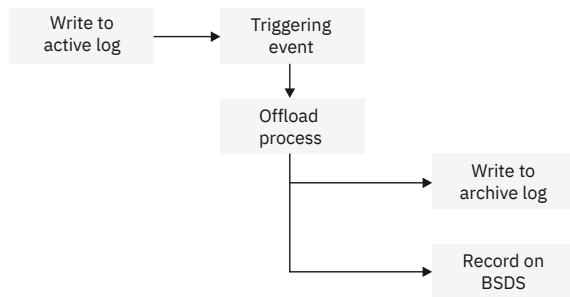 Write to
active log
Triggering
event
Offload
process
Write to
archive log
Record on
BSDS